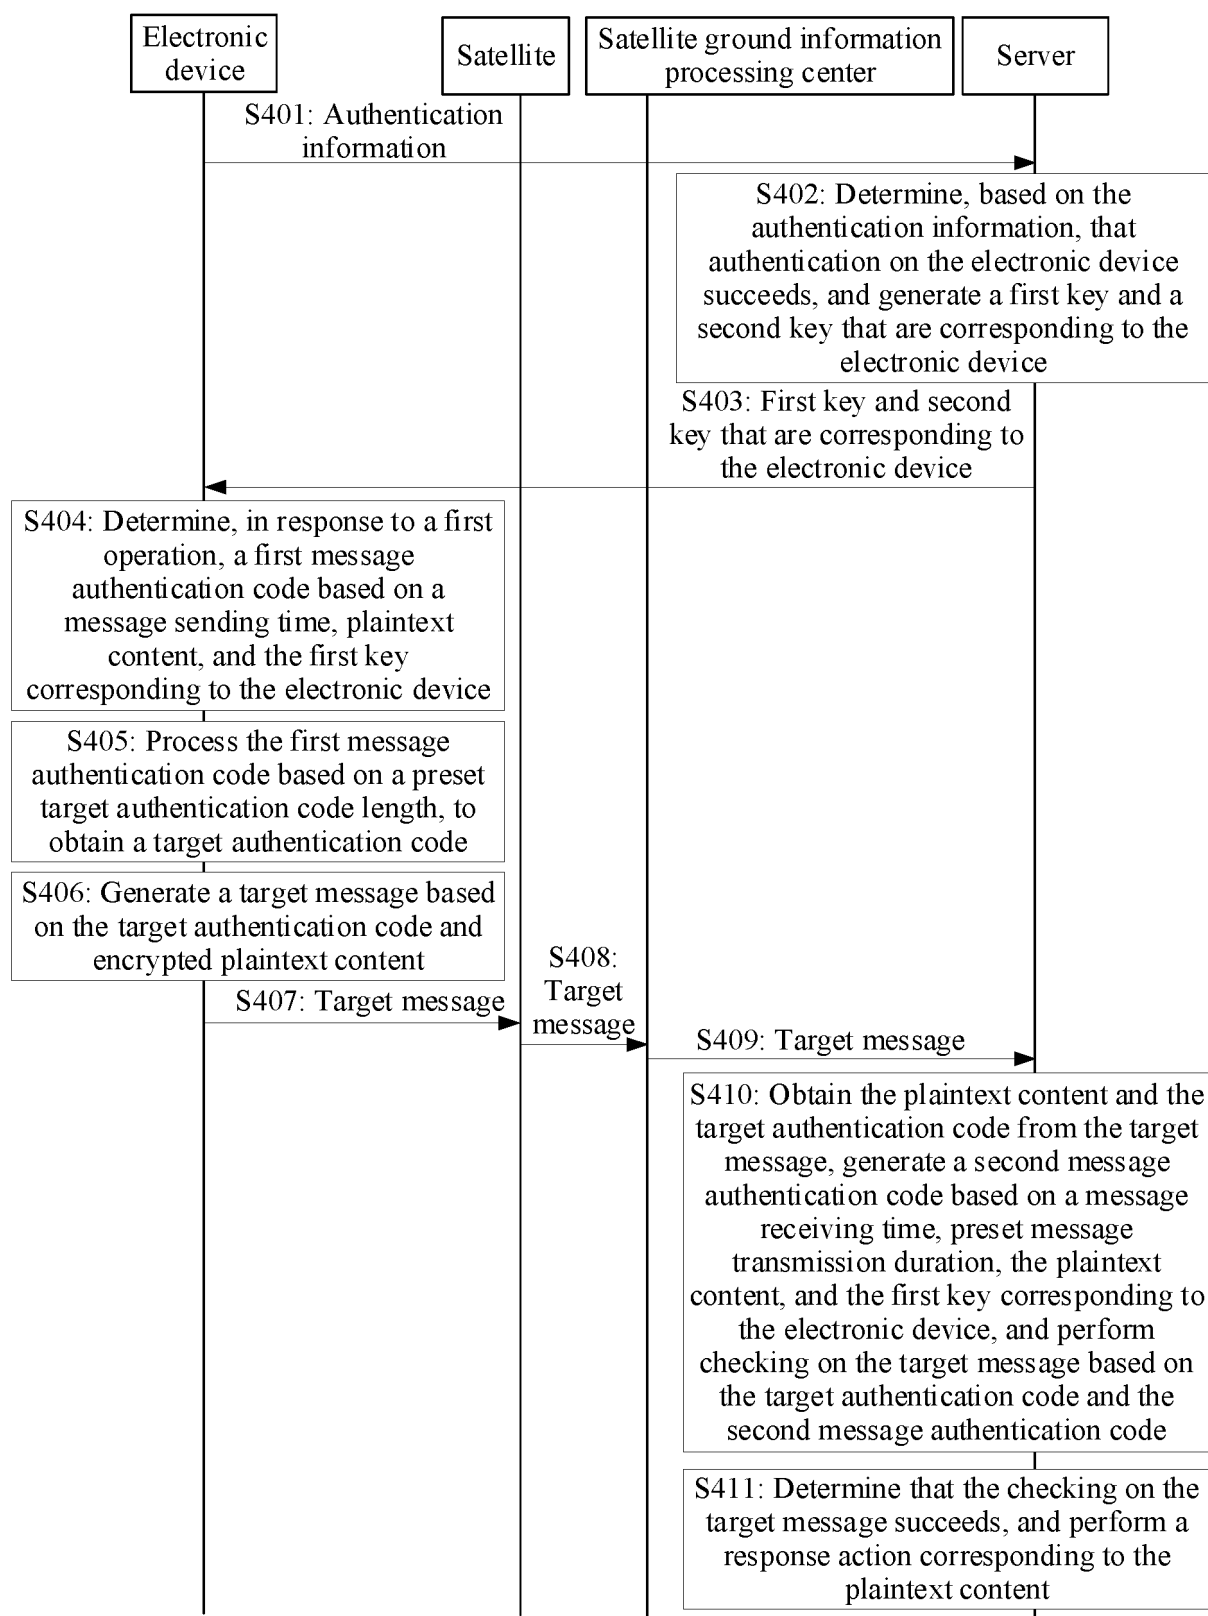 Electronic
device
Satellite
Satellite ground information
processing center
Server
S401: Authentication
information
S402: Determine, based on the
authentication information, that
authentication on the electronic device
succeeds, and generate a first key and a
second key that are corresponding to the
electronic device
S403: First key and second
key that are corresponding to
the electronic device
S404: Determine, in response to a first
operation, a first message
authentication code based on a
message sending time, plaintext
content, and the first key
corresponding to the electronic device
S405: Process the first message
authentication code based on a preset
target authentication code length, to
obtain a target authentication code
S406: Generate a target message based
on the target authentication code and
encrypted plaintext content
S407: Target message
S408:
Target
message
S409: Target message
S410: Obtain the plaintext content and the
target authentication code from the target
message, generate a second message
authentication code based on a message
receiving time, preset message
transmission duration, the plaintext
content, and the first key corresponding to
the electronic device, and perform
checking on the target message based on
the target authentication code and the
second message authentication code
S411: Determine that the checking on the
target message succeeds, and perform a
response action corresponding to the
plaintext content